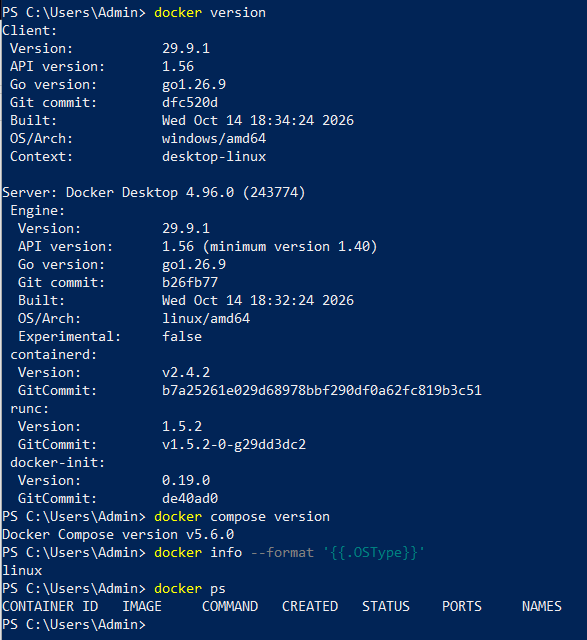 PS C:\Users\Admin> docker version
Client:
 Version:           29.9.1
 API version:       1.56
 Go version:        go1.26.9
 Git commit:        dfc520d
 Built:             Wed Oct 14 18:34:24 2026
 OS/Arch:           windows/amd64
 Context:           desktop-linux

Server: Docker Desktop 4.96.0 (243774)
 Engine:
  Version:          29.9.1
  API version:      1.56 (minimum version 1.40)
  Go version:       go1.26.9
  Git commit:       b26fb77
  Built:            Wed Oct 14 18:32:24 2026
  OS/Arch:          linux/amd64
  Experimental:     false
 containerd:
  Version:          v2.4.2
  GitCommit:        b7a25261e029d68978bbf290df0a62fc819b3c51
 runc:
  Version:          1.5.2
  GitCommit:        v1.5.2-0-g29dd3dc2
 docker-init:
  Version:          0.19.0
  GitCommit:        de40ad0
PS C:\Users\Admin> docker compose version
Docker Compose version v5.6.0
PS C:\Users\Admin> docker info --format '{{.OSType}}'
linux
PS C:\Users\Admin> docker ps
CONTAINER ID   IMAGE     COMMAND   CREATED   STATUS    PORTS     NAMES
PS C:\Users\Admin>